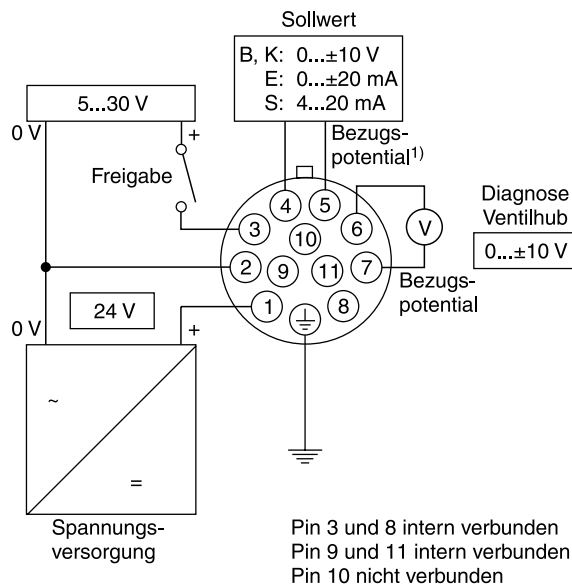 Sollwert
B, K: 0...±10 V
E: 0...±20 mA
S: 4...20 mA
5...30 V
0 V
+
Bezugs-
potential1)
Freigabe
4
5
3
10
6
V
Diagnose
Ventilhub
0...±10 V
2
9
11
7
Bezugs-
potential
24 V
1
8
0 V
+
~
=
Spannungs-
versorgung
Pin 3 und 8 intern verbunden
Pin 9 und 11 intern verbunden
Pin 10 nicht verbunden